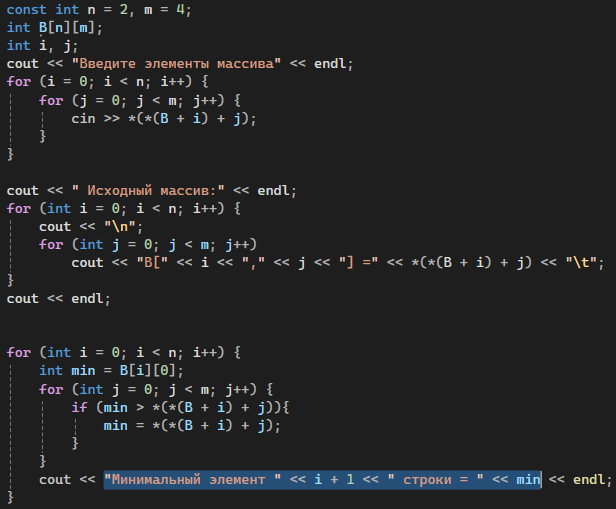 const int n = 2, m = 4;
int B[n][m];
int i, j;
cout << "Введите элементы массива" << endl;
for (i = 0; i < n; i++) {
for (j = 0; j < m; j++) {
cin >> *(*(B + i) + j);
}
}
cout << " Исходный массив:" << endl;
for (int i = 0; i < n; i++) {
cout << "\n";
for (int j = 0; j < m; j++)
cout << "B[" << i << "," << j << "] =" << *(*(B + i) + j) << "\t";
}
cout << endl;
for (int i = 0; i < n; i++) {
int min = B[i][0];
for (int j = 0; j < m; j++) {
if (min > *(*(B + i) + j)){
min = *(*(B + i) + j);
}
}
cout << "Минимальный элемент " << i + 1 << " строки = " << min << endl;
}